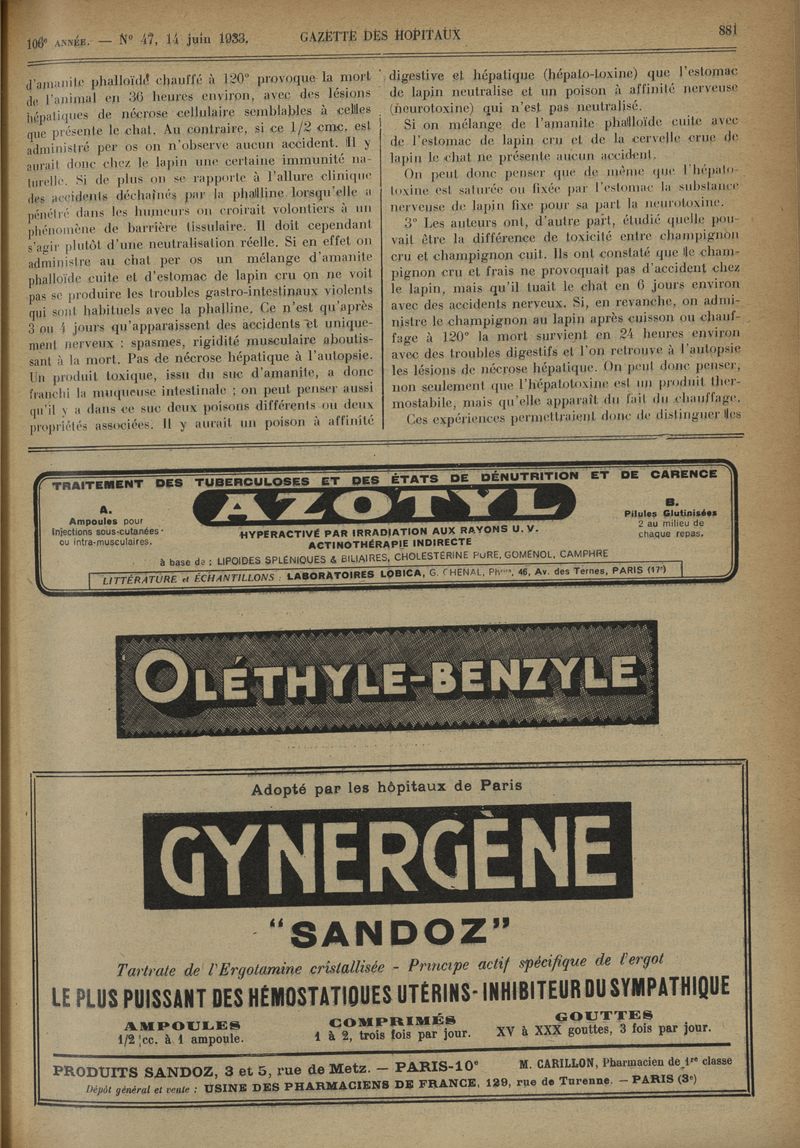 106e ANNÉE. — N° 47, 14 juin 1933.
GAZETTE DES HOPITAUX
881
d'amanite phalloïde chauffé à 120° provoque la mort
de l'animal en 36 heures environ, avec des lésions
hépatiques de nécrose cellulaire semblables à celles
que présente le chat. Au contraire, si ce 1/2 cmc. est
administré per os on n'observe aucun accident. Il y
aurait donc chez le lapin une certaine immunité na-
turelle. Si de plus on se rapporte à l'allure clinique
des accidents déchaînés par la phalline lorsqu'elle a
pénétré dans les humeurs on croirait volontiers à un
phénomène de barrière tissulaire. Il doit cependant
s'agir plutôt d'une neutralisation réelle. Si en effet on
administre au chat per os un mélange d'amanite
phalloïde cuite et d'estomac de lapin cru on ne voit
pas se produire les troubles gastro-intestinaux violents
qui sont habituels avec la phalline. Ce n'est qu'après
3 ou 4 jours qu'apparaissent des accidents et unique-
ment nerveux : spasmes, rigidité musculaire aboutis-
sant à la mort. Pas de nécrose hépatique à l'autopsie.
Un produit toxique, issu du suc d'amanite, a donc
franchi la muqueuse intestinale ; on peut penser aussi
qu'il y a dans ce suc deux poisons différents ou deux
propriétés associées. Il y aurait un poison à affinité
digestive et hépatique (hépato-toxine) que l'estomac
de lapin neutralise et un poison à affinité nerveuse
(neurotoxine) qui n'est pas neutralisé.
Si on mélange de l'amanite phalloïde cuite avec
de l'estomac de lapin cru et de la cervelle crue de
lapin le chat ne présente aucun accident.
On peut donc penser que de même que l'hépato-
toxine est saturée ou fixée par l'estomac la substance
nerveuse de lapin fixe pour sa part la neurotoxine.
3° Les auteurs ont, d'autre part, étudié quelle pou-
vait être la différence de toxicité entre champignon
cru et champignon cuit. Ils ont constaté que le cham-
pignon cru et frais ne provoquait pas d'accident chez
le lapin, mais qu'il tuait le chat en 6 jours environ
avec des accidents nerveux. Si, en revanche, on admi-
nistre le champignon au lapin après cuisson ou chauf-
fage à 120° la mort survient en 24 heures environ
avec des troubles digestifs et l'on retrouve à l'autopsie
les lésions de nécrose hépatique. On peut donc penser,
non seulement que l'hépatotoxine est un produit ther-
mostabile, mais qu'elle apparaît du fait du chauffage.
Ces expériences permettraient donc de distinguer les
TRAITEMENT DES TUBERCULOSES ET DES ÉTATS DE DÉNUTRITION ET DE CARENCE
A.
Ampoules pour
Injections sous-cutanées
ou intra-musculaires.
AZOTYL
HYPERACTIVÉ PAR IRRADIATION AUX RAYONS U. V.
ACTINOTHÉRAPIE INDIRECTE
B.
Pilules Glutinisées
2 au milieu de
chaque repas.
à base de : LIPOIDES SPLÉNIQUES & BILIAIRES, CHOLESTÉRINE PURE, GOMENOL, CAMPHRE
LITTÉRATURE et ÉCHANTILLONS : LABORATOIRES LOBICA, G. CHENAL, Phcien, 46, Av. des Ternes, PARIS (17e)
OLÉTHYLE-BENZYLE
Adopté par les hôpitaux de Paris
GYNERGÈNE
"SANDOZ"
Tartrate de l'Ergotamine cristallisée - Principe actif spécifique de l'ergot
LE PLUS PUISSANT DES HÉMOSTATIQUES UTÉRINS - INHIBITEUR DU SYMPATHIQUE
AMPOULES
1/2 cc. à 1 ampoule.
COMPRIMÉS
1 à 2, trois fois par jour.
GOUTTES
XV à XXX gouttes, 3 fois par jour.
PRODUITS SANDOZ, 3 et 5, rue de Metz. — PARIS-10e
M. CARILLON, Pharmacien de 1re classe
Dépôt général et vente : USINE DES PHARMACIENS DE FRANCE, 129, rue de Turenne. — PARIS (3e)